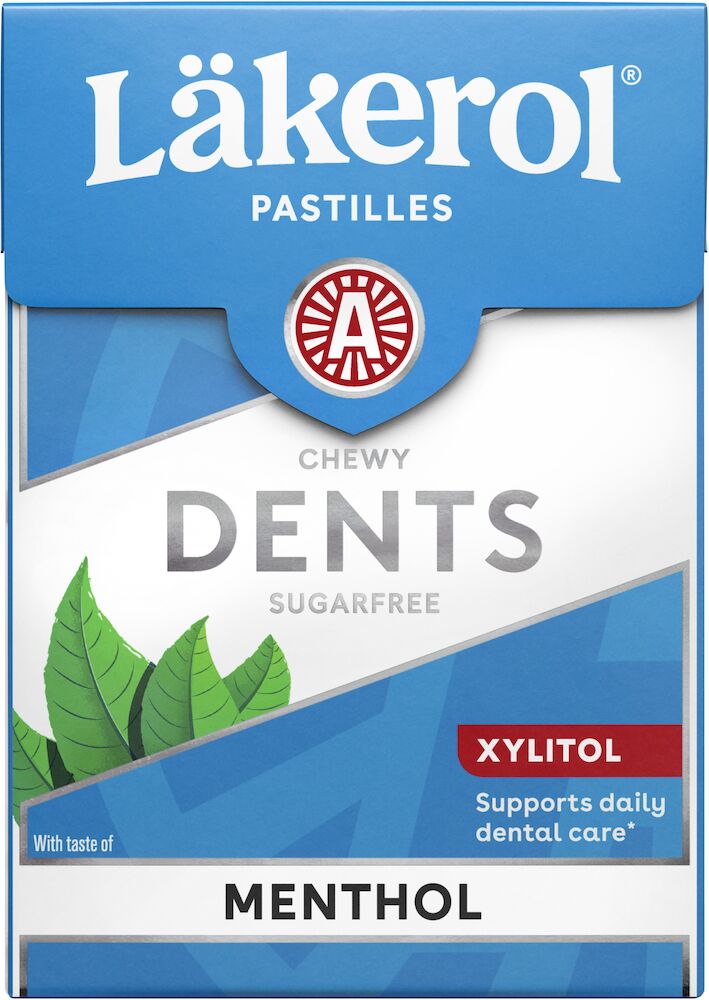 Läkerol®
PASTILLES
A
CHEWY
DENTS
SUGARFREE
XYLITOL
Supports daily
dental care*
With taste of
MENTHOL